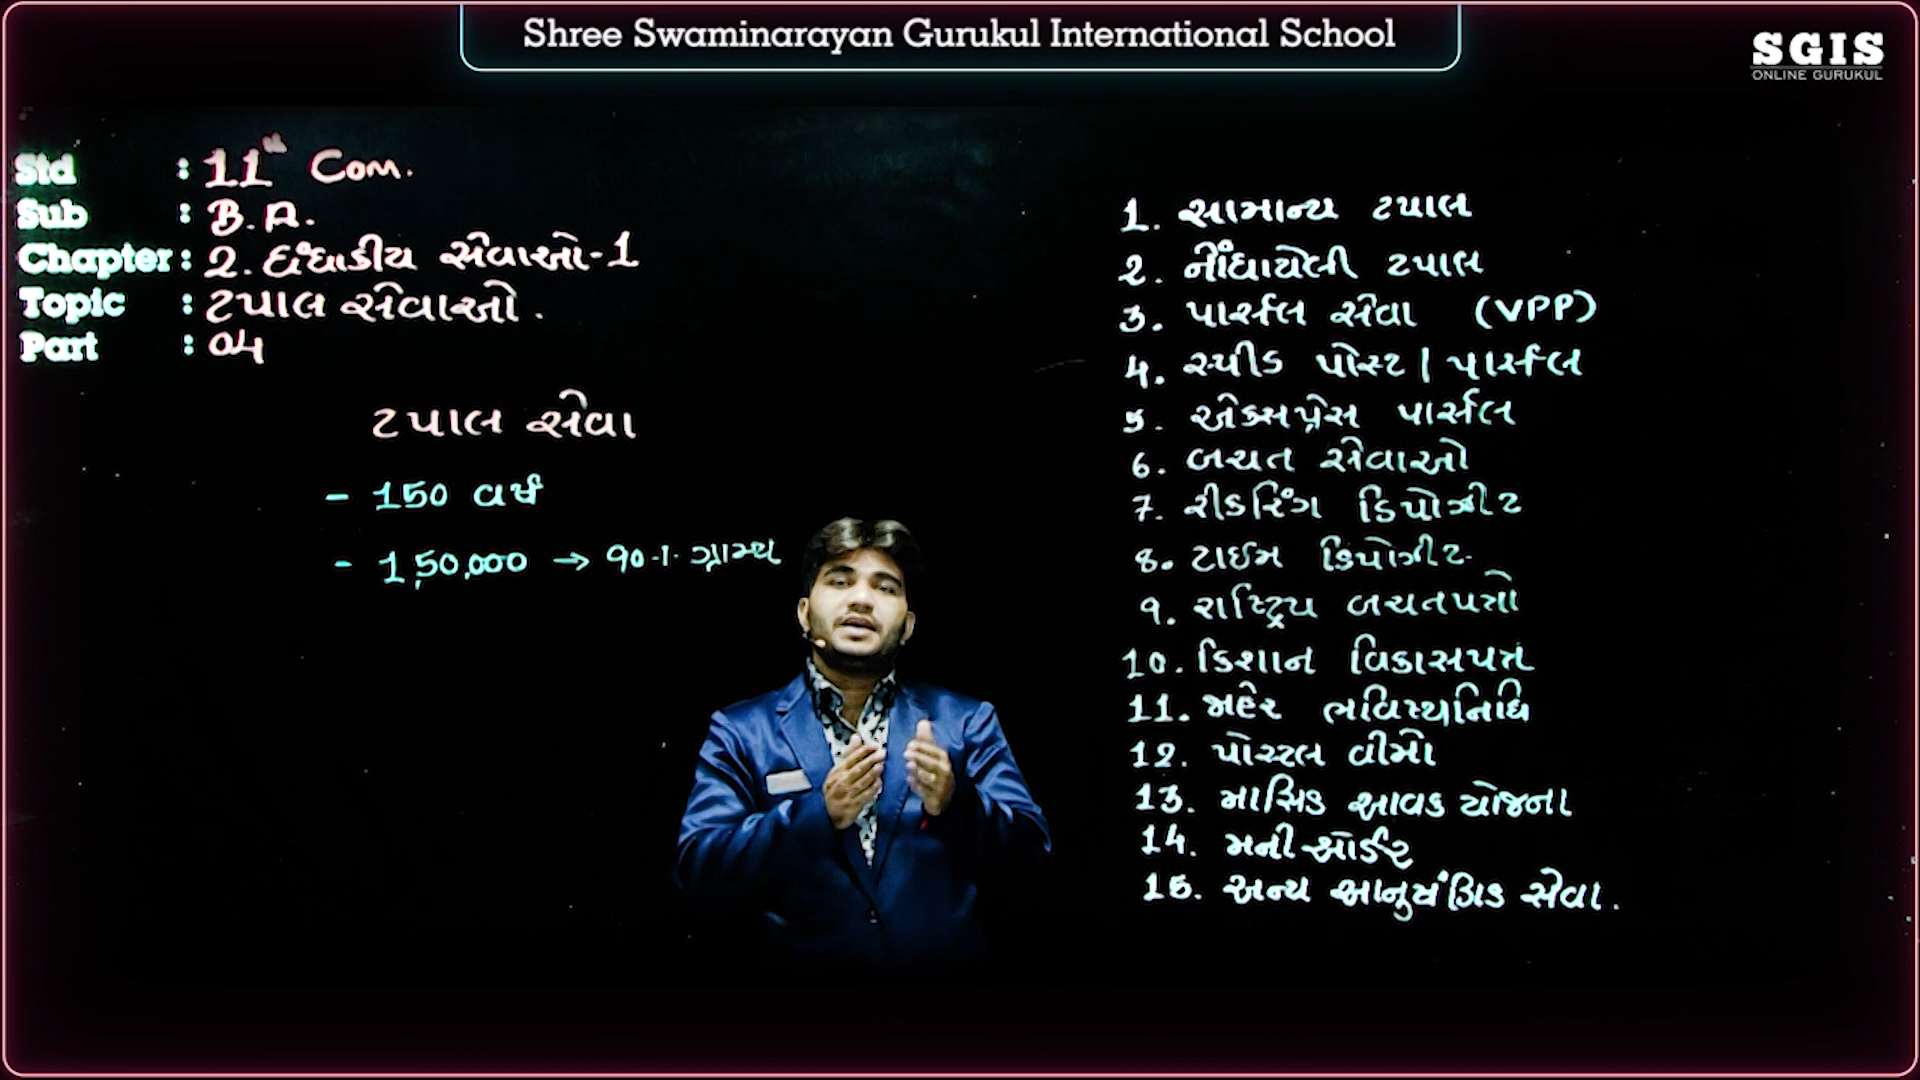 Shree Swaminarayan Gurukul International School
SGIS
ONLINE GURUKUL
Std : 11th Com.
Sub : B.A.
Chapter : 2. ધંધાકીય સેવાઓ-1
Topic : ટપાલ સેવાઓ.
Part : 04
ટપાલ સેવા
- 150 વર્ષ
- 1,50,000 → 90.1. ગ્રામ્ય
1. સામાન્ય ટપાલ
2. નોંધાયેલી ટપાલ
3. પાર્સલ સેવા (VPP)
4. સ્પીડ પોસ્ટ | પાર્સલ
5. એક્સપ્રેસ પાર્સલ
6. બચત સેવાઓ
7. રીકરિંગ ડિપોઝીટ
8. ટાઈમ ડિપોઝીટ
9. રાષ્ટ્રિય બચતપત્રો
10. કિશાન વિકાસપત્ર
11. જાહેર ભવિષ્યનિધિ
12. પોસ્ટલ વીમો
13. માસિક આવક યોજના
14. મની ઓર્ડર
15. અન્ય આનુષંગિક સેવા.